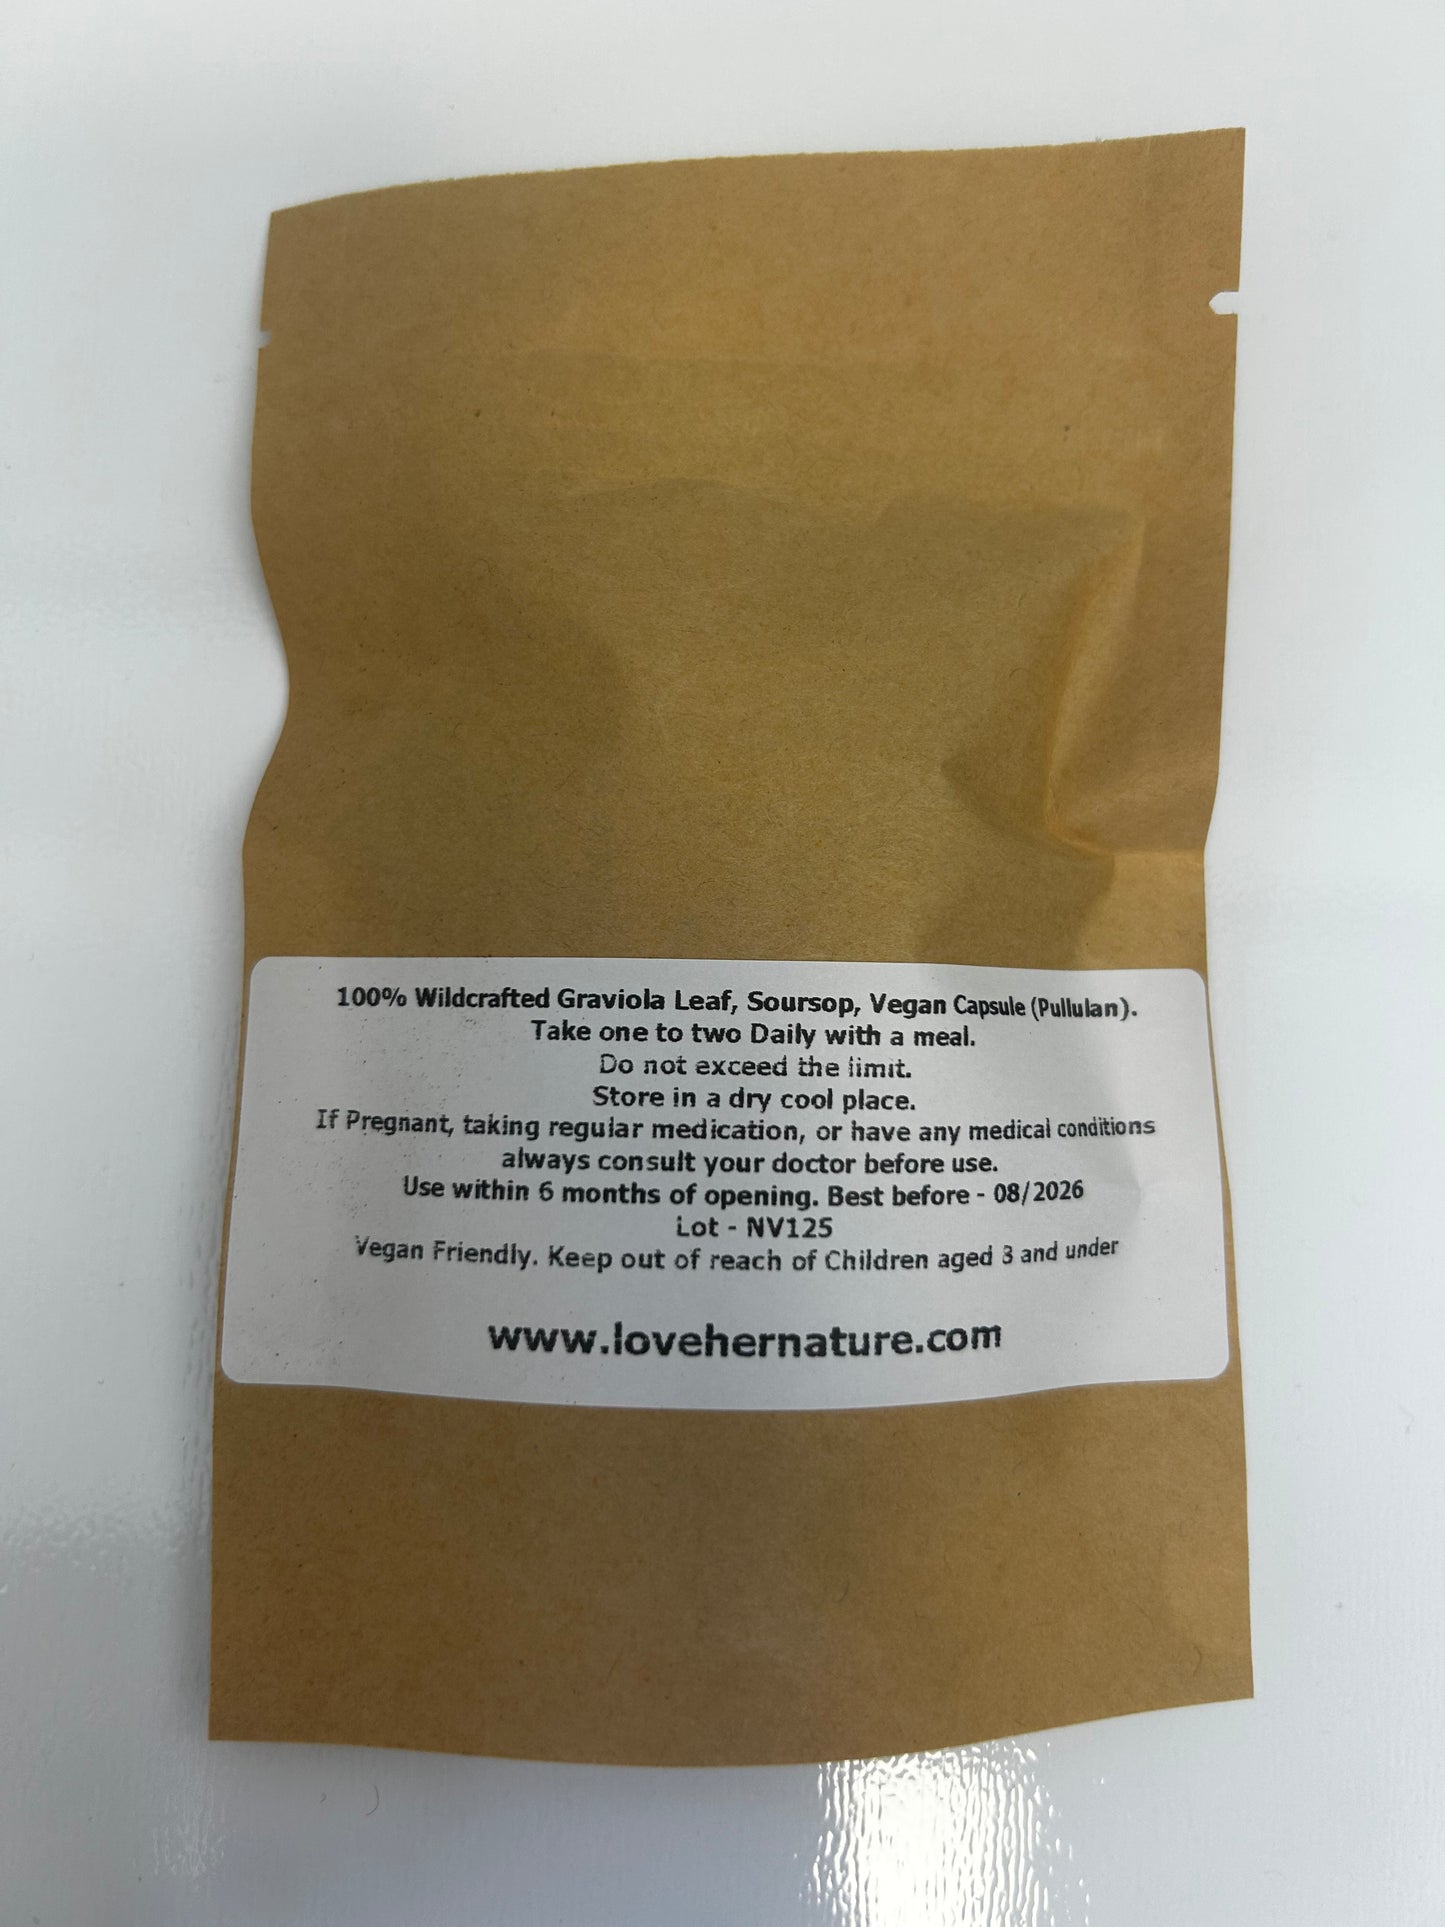 100% Wildcrafted Graviola Leaf, Soursop, Vegan Capsule (Pullulan).
Take one to two Daily with a meal.
Do not exceed the limit.
Store in a dry cool place.
If Pregnant, taking regular medication, or have any medical conditions
always consult your doctor before use.
Use within 6 months of opening. Best before - 08/2026
Lot - NV125
Vegan Friendly. Keep out of reach of Children aged 3 and under
www.lovehernature.com